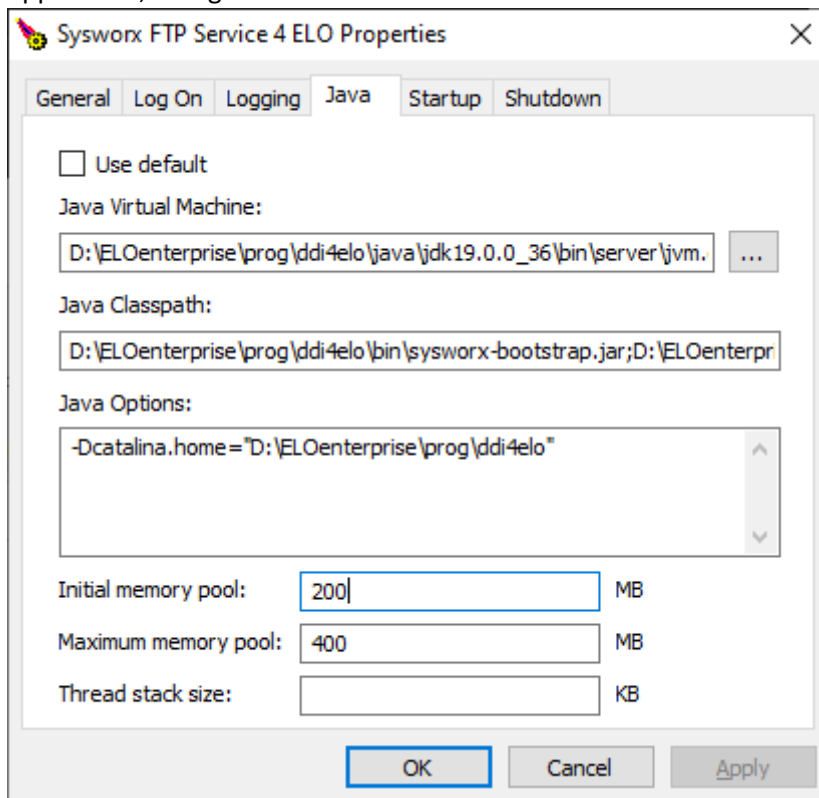 Sysworx FTP Service 4 ELO Properties
General Log On Logging Java Startup Shutdown
Use default
Java Virtual Machine:
D:\ELOenterprise\prog\ddi4elo\java\jdk19.0.0_36\bin\server\jvm. ...
Java Classpath:
D:\ELOenterprise\prog\ddi4elo\bin\sysworx-bootstrap.jar;D:\ELOenterpr
Java Options:
-Dcatalina.home="D:\ELOenterprise\prog\ddi4elo"
Initial memory pool: 200 MB
Maximum memory pool: 400 MB
Thread stack size: KB
OK Cancel Apply